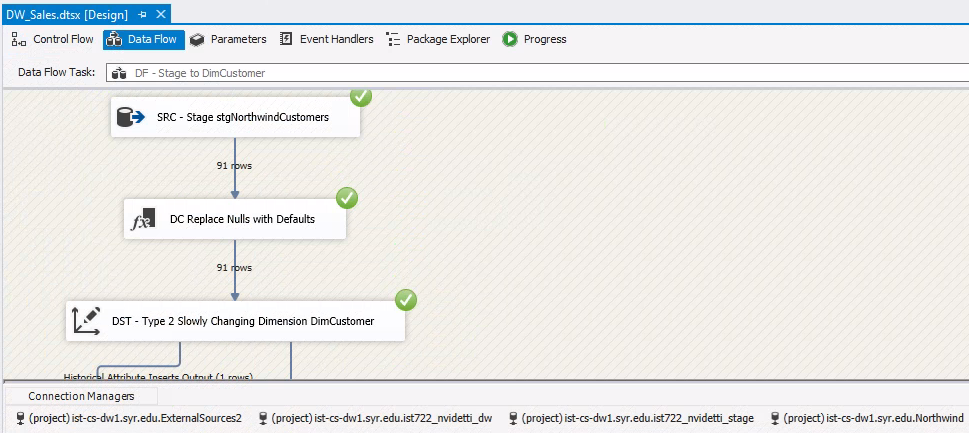 DW_Sales.dtsx [Design]
Control Flow Data Flow Parameters Event Handlers Package Explorer Progress
Data Flow Task: DF - Stage to DimCustomer
SRC - Stage stgNorthwindCustomers
91 rows
DC Replace Nulls with Defaults
91 rows
DST - Type 2 Slowly Changing Dimension DimCustomer
Historical Attribute Inserts Output (1 rows)
Connection Managers
(project) ist-cs-dw1.syr.edu.ExternalSources2 (project) ist-cs-dw1.syr.edu.ist722_nvidetti_dw (project) ist-cs-dw1.syr.edu.ist722_nvidetti_stage (project) ist-cs-dw1.syr.edu.Northwind